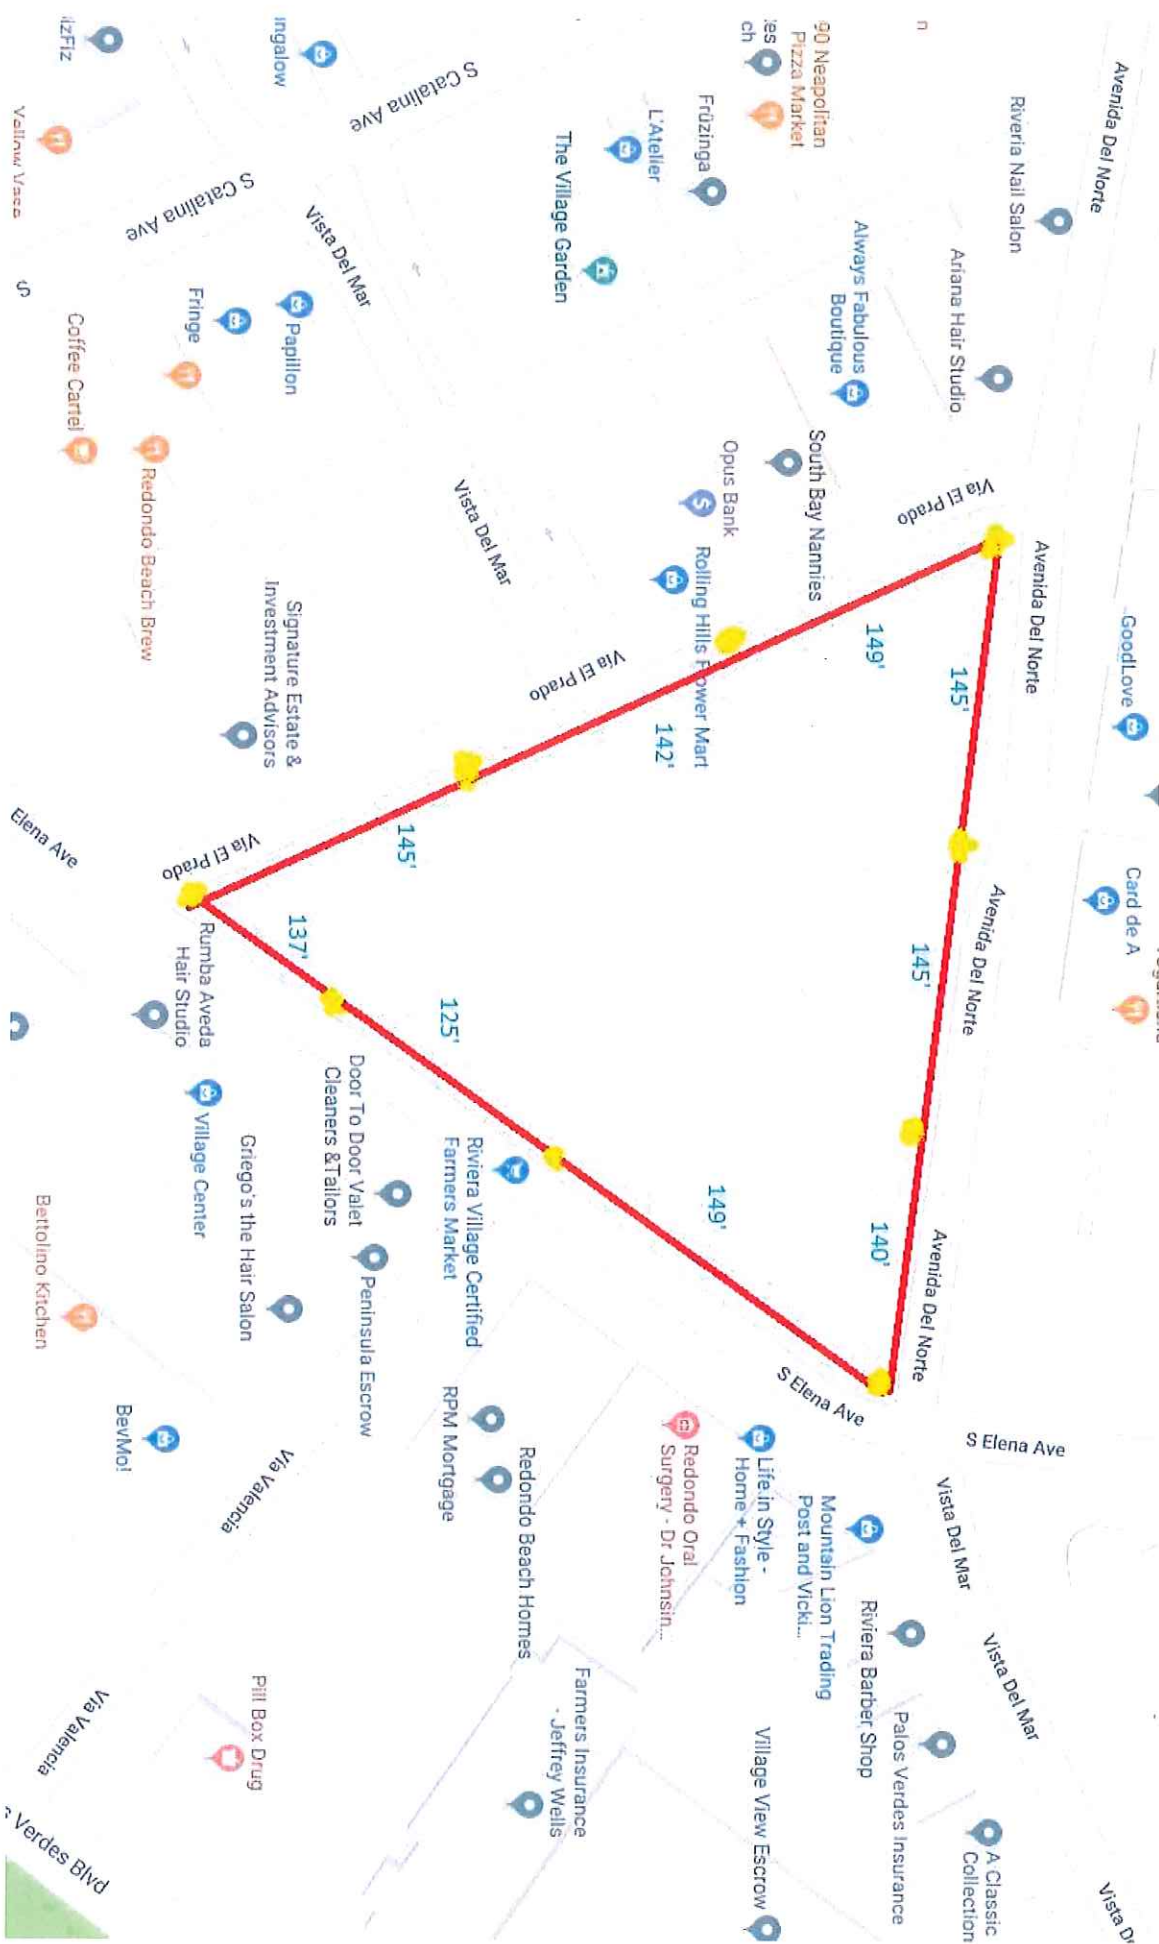 Avenida Del Norte
Riveria Nail Salon
Ariana Hair Studio
90 Neapolitan
Pizza Market
ch
Früzinga
L'Atelier
The Village Garden
Always Fabulous
Boutique
South Bay Nannies
Opus Bank
Rolling Hills Flower Mart
S Catalina Ave
S Catalina Ave
ingalow
izFiz
Yellow Vase
Vista Del Mar
Papillon
Fringe
S
Coffee Cartel
Redondo Beach Brew
Vista Del Mar
Signature Estate &
Investment Advisors
Elena Ave
Via El Prado
Via El Prado
Via El Prado
Avenida Del Norte
GoodLove
Card de A
Avenida Del Norte
Avenida Del Norte
149'
145'
142'
145'
145'
140'
137'
125'
149'
Rumba Aveda
Hair Studio
Village Center
Griego's the Hair Salon
Bettolino Kitchen
BevMo!
Door To Door Valet
Cleaners & Tailors
Peninsula Escrow
Riviera Village Certified
Farmers Market
RPM Mortgage
Redondo Beach Homes
Via Valencia
Via Valencia
Pill Box Drug
s Verdes Blvd
S Elena Ave
S Elena Ave
Redondo Oral
Surgery - Dr Johnsin...
Life in Style -
Home + Fashion
Mountain Lion Trading
Post and Vicki...
Riviera Barber Shop
Palos Verdes Insurance
Village View Escrow
Farmers Insurance
- Jeffrey Wells
A Classic
Collection
Vista Del Mar
Vista Del Mar
Vista D